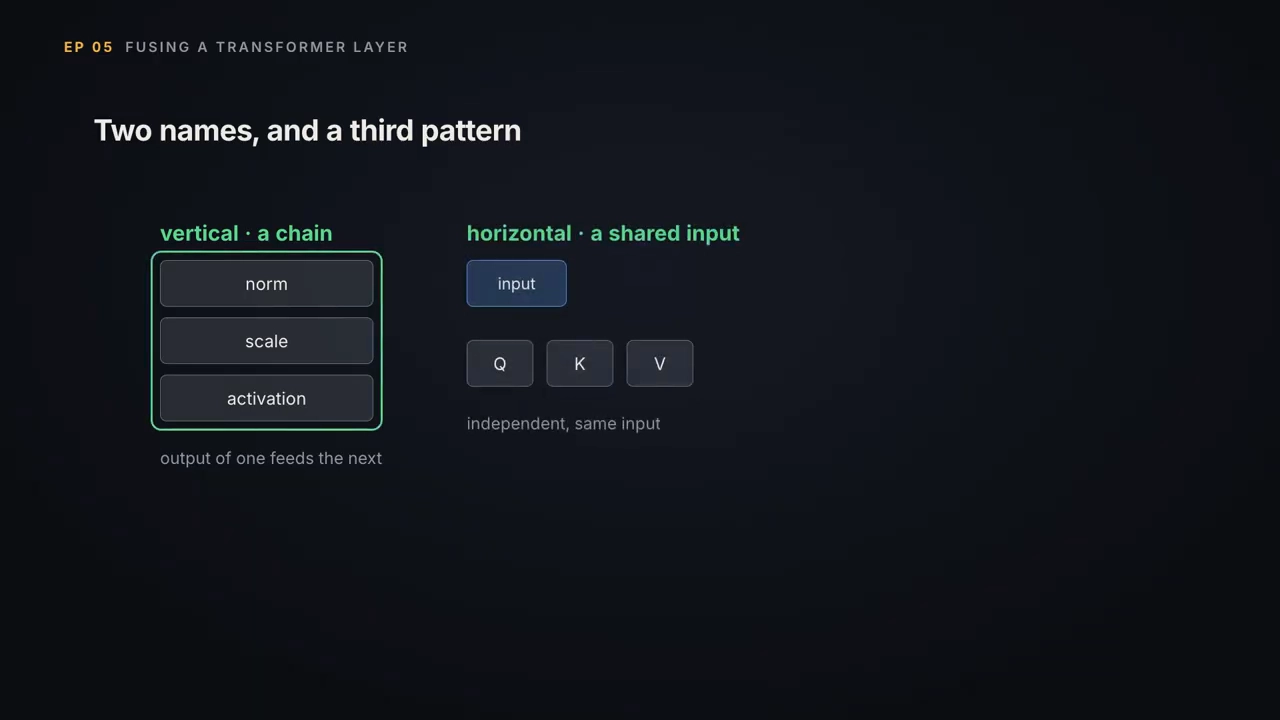 EP 05 FUSING A TRANSFORMER LAYER
Two names, and a third pattern
vertical · a chain
norm
scale
activation
output of one feeds the next
horizontal · a shared input
input
Q K V
independent, same input